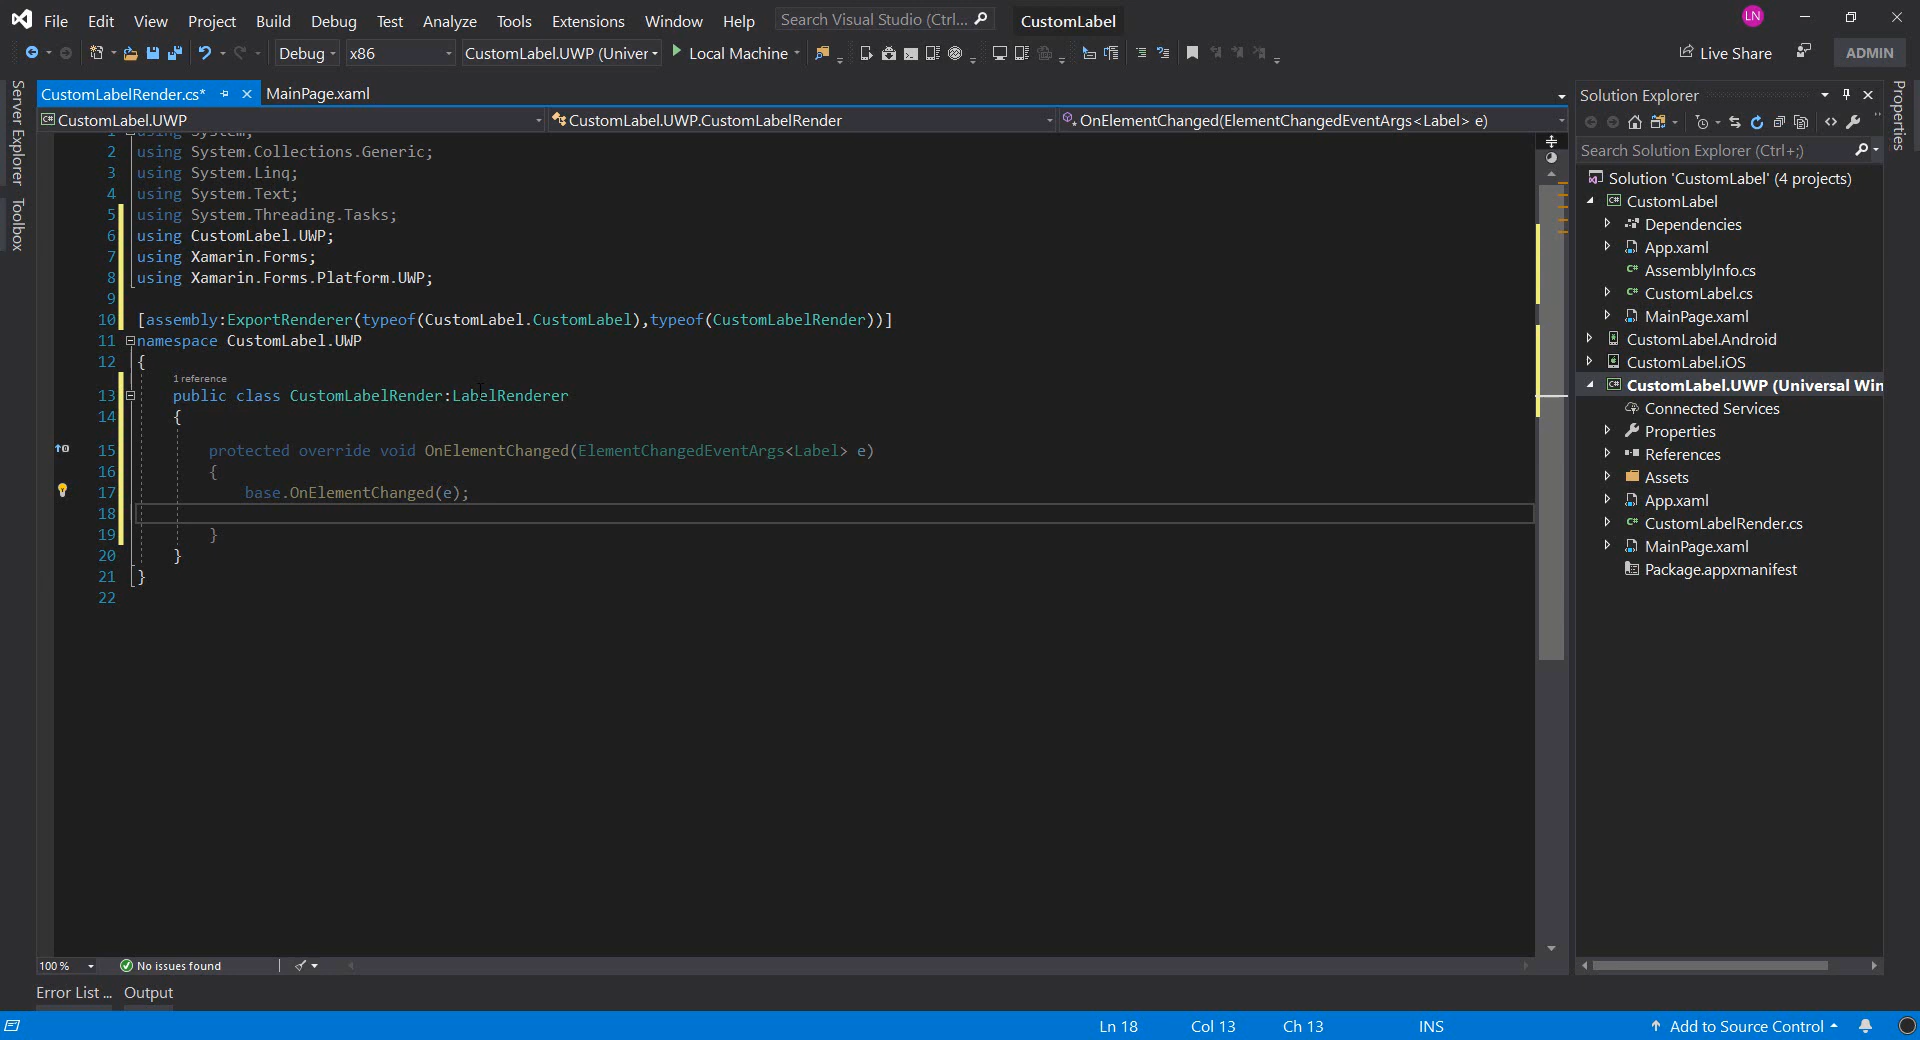 File Edit View Project Build Debug Test Analyze Tools Extensions Window Help Search Visual Studio (Ctrl... CustomLabel LN
Debug x86 CustomLabel.UWP (Univer Local Machine Live Share ADMIN
Server Explorer
Toolbox
CustomLabelRender.cs* MainPage.xaml
CustomLabel.UWP CustomLabel.UWP.CustomLabelRender OnElementChanged(ElementChangedEventArgs<Label> e)
1 using System;
2 using System.Collections.Generic;
3 using System.Linq;
4 using System.Text;
5 using System.Threading.Tasks;
6 using CustomLabel.UWP;
7 using Xamarin.Forms;
8 using Xamarin.Forms.Platform.UWP;
9
10 [assembly:ExportRenderer(typeof(CustomLabel.CustomLabel),typeof(CustomLabelRender))]
11 namespace CustomLabel.UWP
12 {
1 reference
13 public class CustomLabelRender:LabelRenderer
14 {
15 protected override void OnElementChanged(ElementChangedEventArgs<Label> e)
16 {
17 base.OnElementChanged(e);
18
19 }
20 }
21 }
22
100 % No issues found
Error List ... Output
Solution Explorer
Search Solution Explorer (Ctrl+;)
Solution 'CustomLabel' (4 projects)
CustomLabel
Dependencies
App.xaml
AssemblyInfo.cs
CustomLabel.cs
MainPage.xaml
CustomLabel.Android
CustomLabel.iOS
CustomLabel.UWP (Universal Win
Connected Services
Properties
References
Assets
App.xaml
CustomLabelRender.cs
MainPage.xaml
Package.appxmanifest
Properties
Ln 18 Col 13 Ch 13 INS Add to Source Control